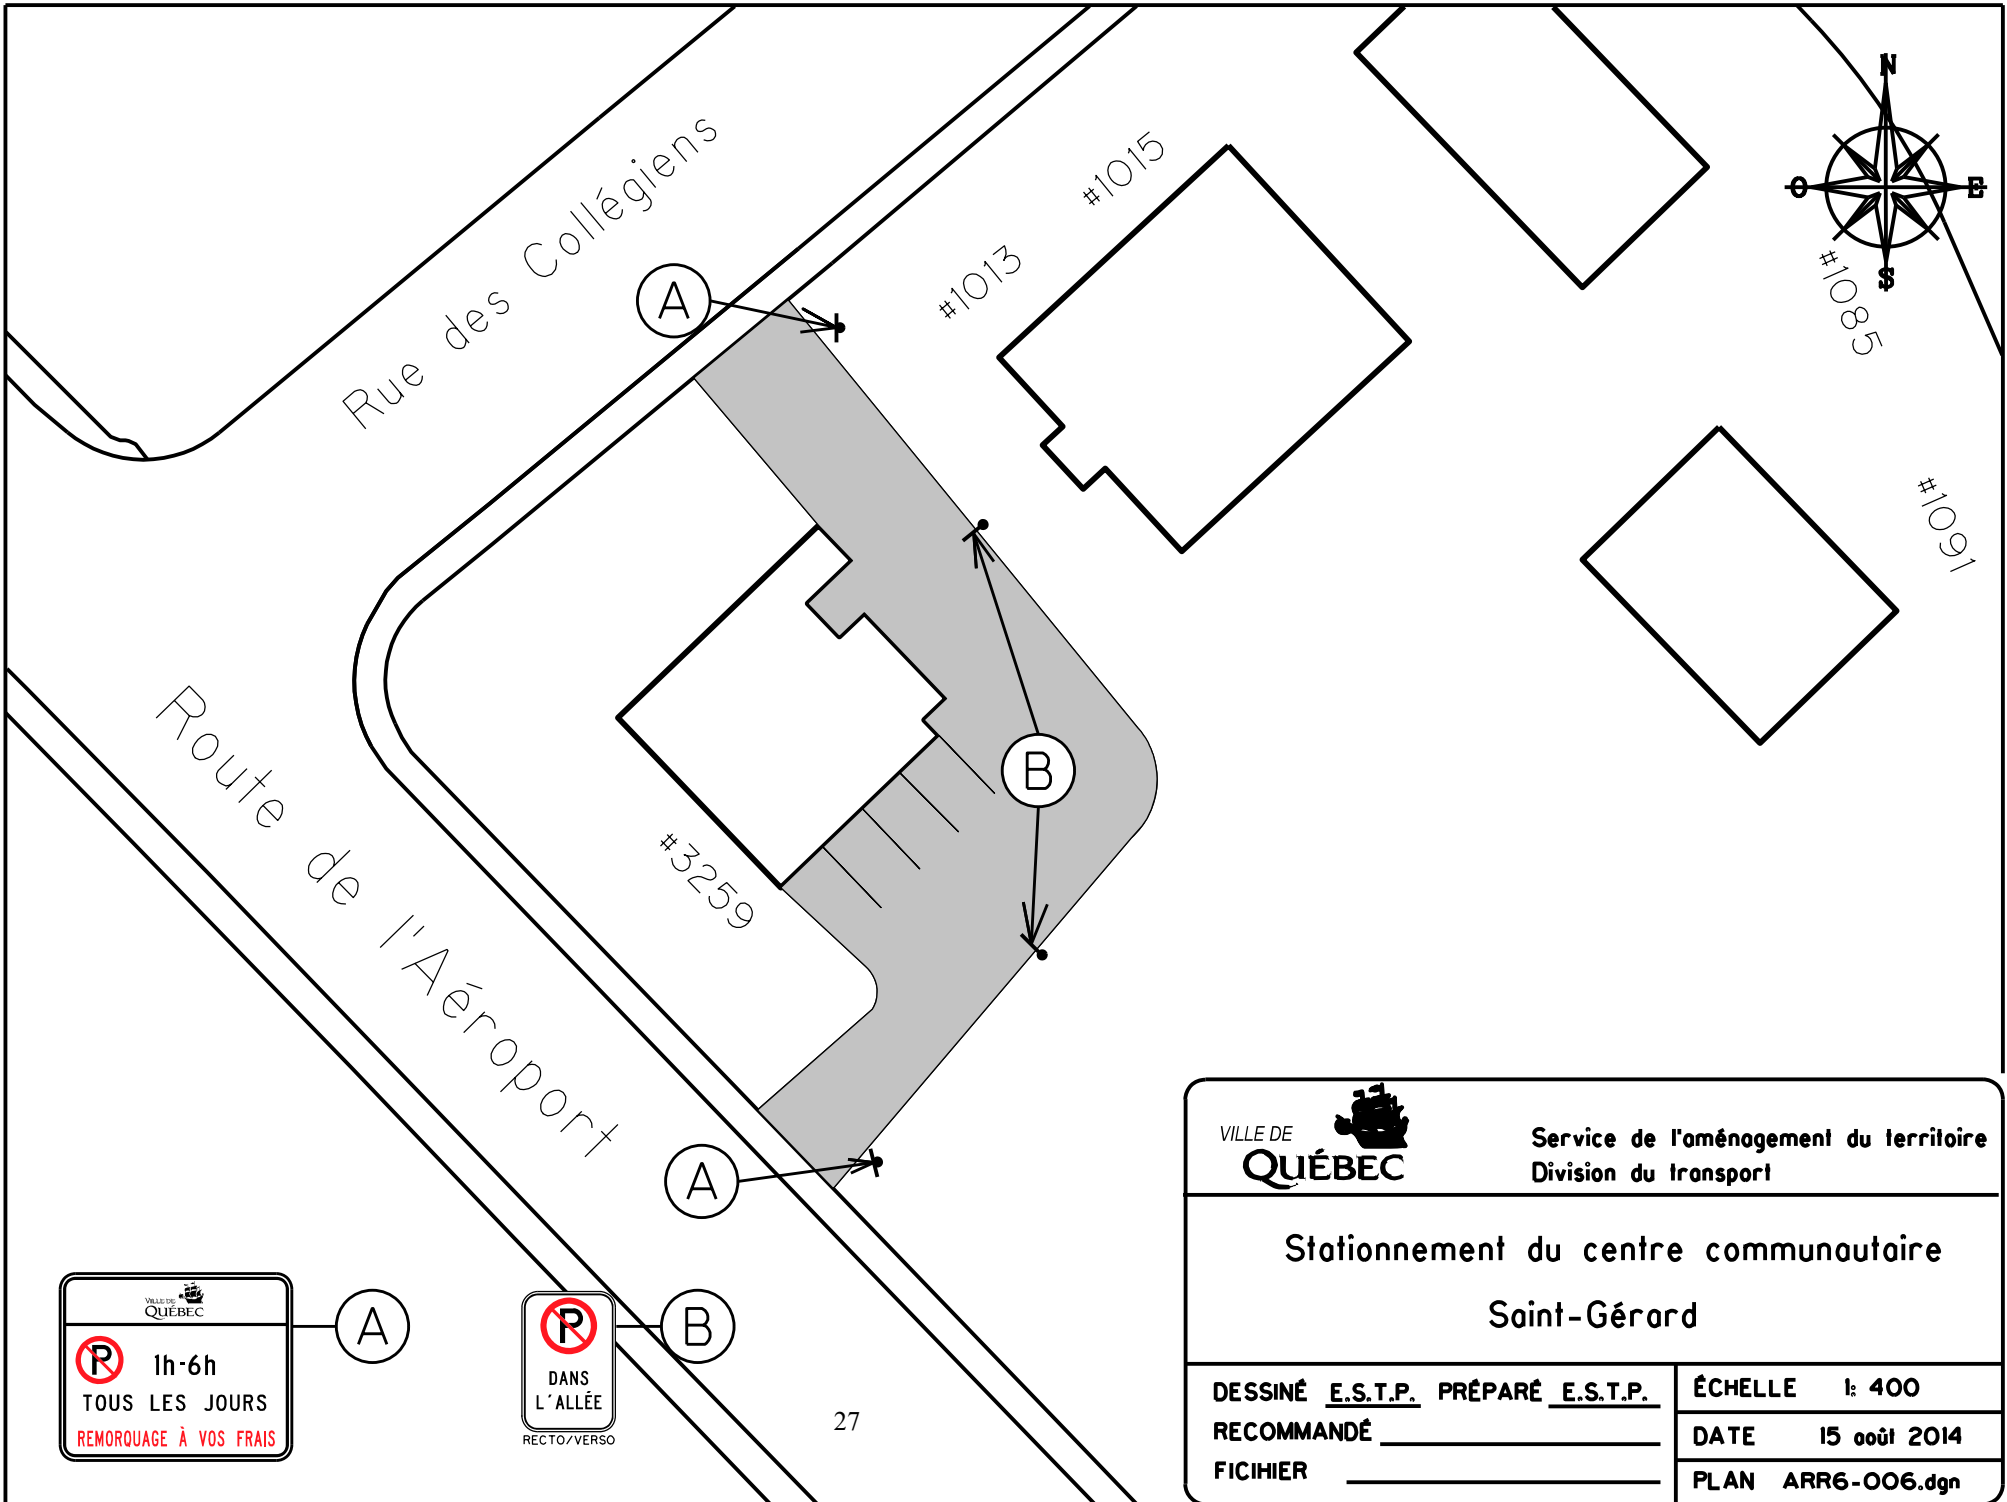 N
O
E
S
Rue des Collégiens
#1015
#1013
#1085
#1091
A
B
#3259
Route de l'Aéroport
A
VILLE DE
QUÉBEC
P 1h-6h
TOUS LES JOURS
REMORQUAGE À VOS FRAIS
A
P
DANS
L'ALLÉE
RECTO/VERSO
B
27
VILLE DE
QUÉBEC
Service de l'aménagement du territoire
Division du transport
Stationnement du centre communautaire
Saint-Gérard
DESSINÉ E.S.T.P. PRÉPARÉ E.S.T.P.
RECOMMANDÉ
FICIHIER
ÉCHELLE 1: 400
DATE 15 août 2014
PLAN ARR6-006.dgn